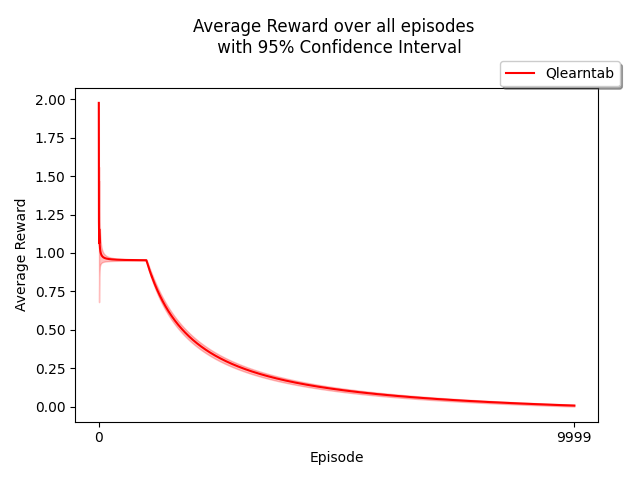 Average Reward over all episodes
with 95% Confidence Interval
Qlearntab
2.00
1.75
1.50
1.25
1.00
0.75
0.50
0.25
0.00
Average Reward
0
9999
Episode